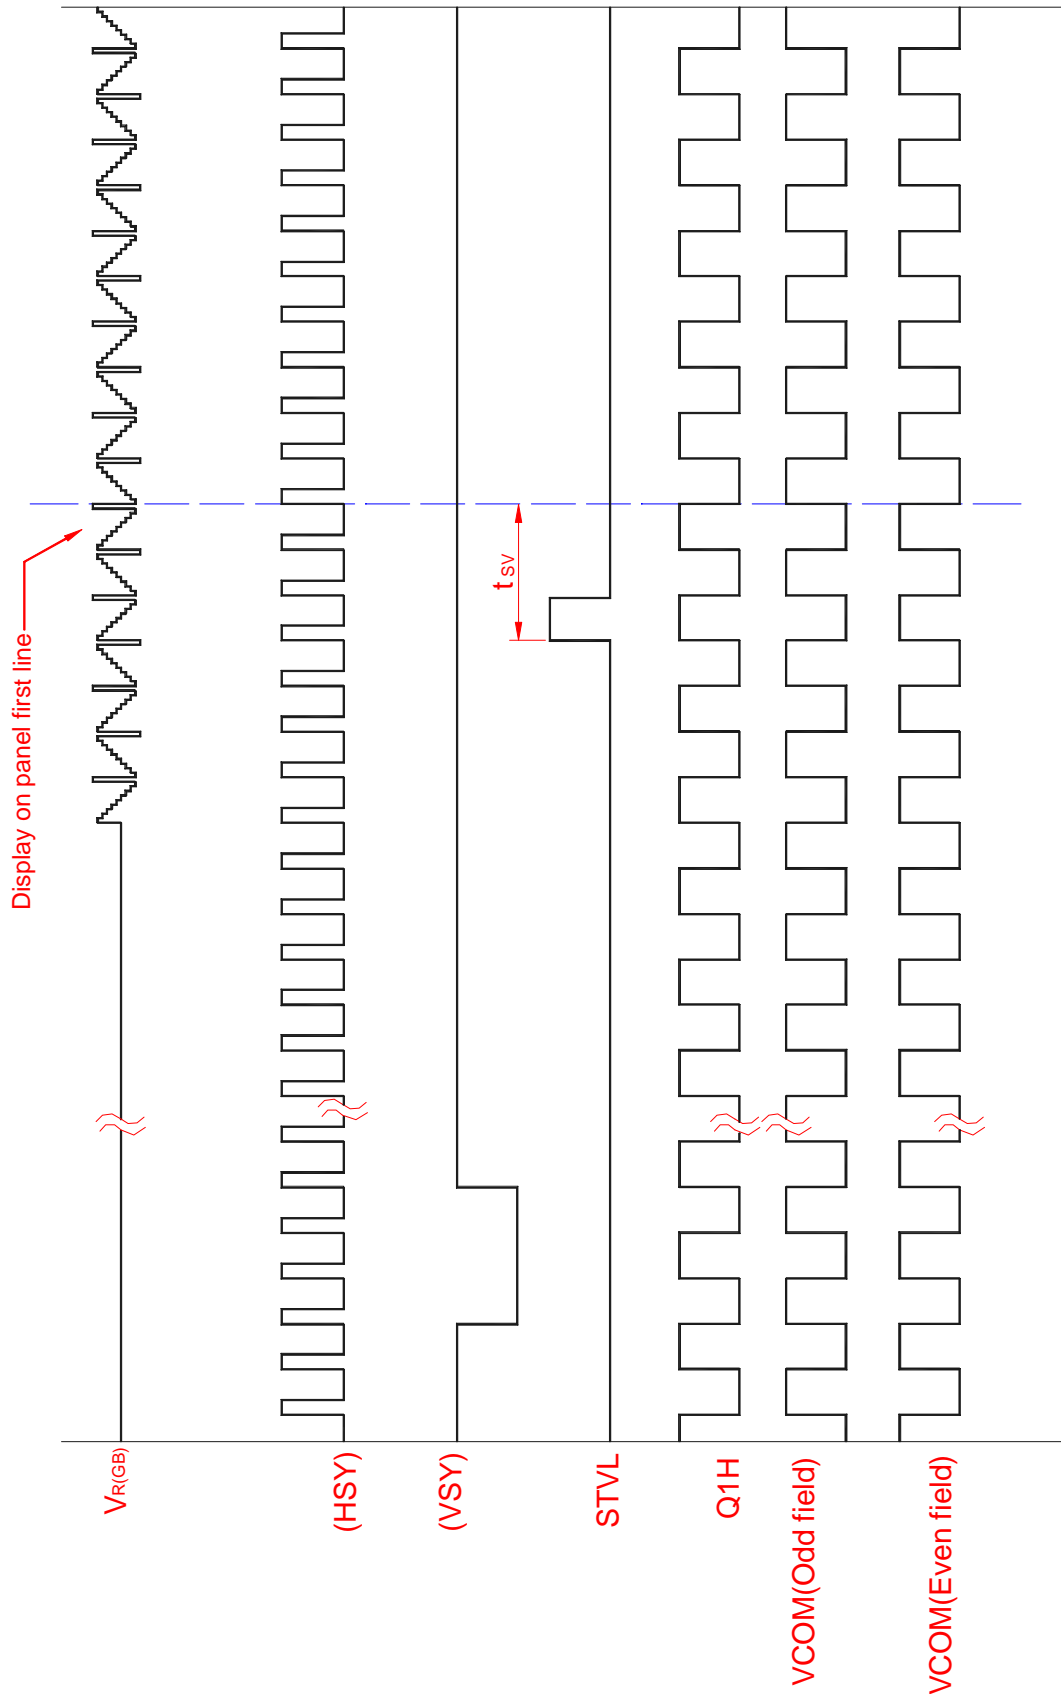 Display on panel first line
VR(GB)
(HSY)
(VSY)
tSV
STVL
Q1H
VCOM(Odd field)
VCOM(Even field)